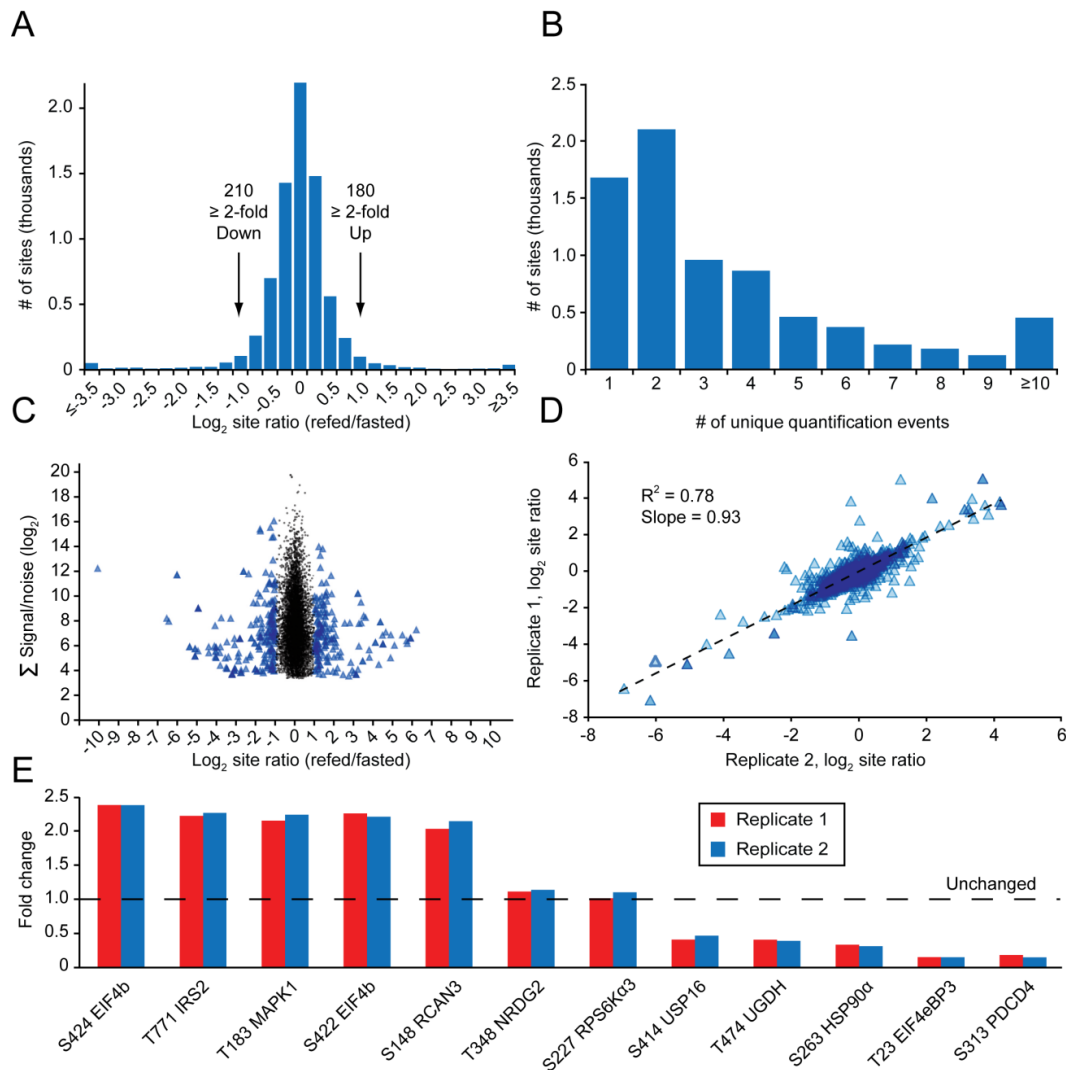 A
# of sites (thousands)
2.0
1.5
1.0
0.5
0
210
≥ 2-fold
Down
180
≥ 2-fold
Up
≤-3.5 -3.0 -2.5 -2.0 -1.5 -1.0 -0.5 0 0.5 1.0 1.5 2.0 2.5 3.0 ≥3.5
Log2 site ratio (refed/fasted)
B
# of sites (thousands)
2.5
2.0
1.5
1.0
0.5
0
1 2 3 4 5 6 7 8 9 ≥10
# of unique quantification events
C
Σ Signal/noise (log2)
20
18
16
14
12
10
8
6
4
2
0
-10 -9 -8 -7 -6 -5 -4 -3 -2 -1 0 1 2 3 4 5 6 7 8 9 10
Log2 site ratio (refed/fasted)
D
Replicate 1, log2 site ratio
6
4
2
0
-2
-4
-6
-8
R2 = 0.78
Slope = 0.93
-8 -6 -4 -2 0 2 4 6
Replicate 2, log2 site ratio
E
Fold change
2.5
2.0
1.5
1.0
0.5
0
Replicate 1
Replicate 2
Unchanged
S424 EIF4b
T771 IRS2
T183 MAPK1
S422 EIF4b
S148 RCAN3
T348 NRDG2
S227 RPS6Kα3
S414 USP16
T474 UGDH
S263 HSP90α
T23 EIF4eBP3
S313 PDCD4